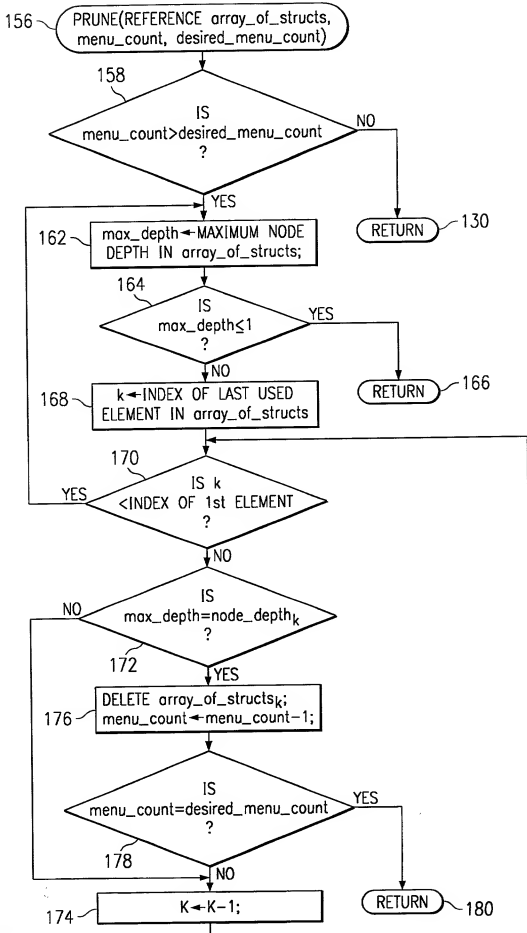 156
PRUNE(REFERENCE array_of_structs,
menu_count, desired_menu_count)
158
IS
menu_count>desired_menu_count
?
NO
YES
RETURN
130
162
max_depth←MAXIMUM NODE
DEPTH IN array_of_structs;
164
IS
max_depth≤1
?
YES
NO
RETURN
166
168
k←INDEX OF LAST USED
ELEMENT IN array_of_structs
170
IS k
<INDEX OF 1st ELEMENT
?
YES
NO
IS
max_depth=node_depthk
?
NO
172
YES
176
DELETE array_of_structsk;
menu_count←menu_count-1;
IS
menu_count=desired_menu_count
?
YES
178
NO
RETURN
180
174
K←K-1;